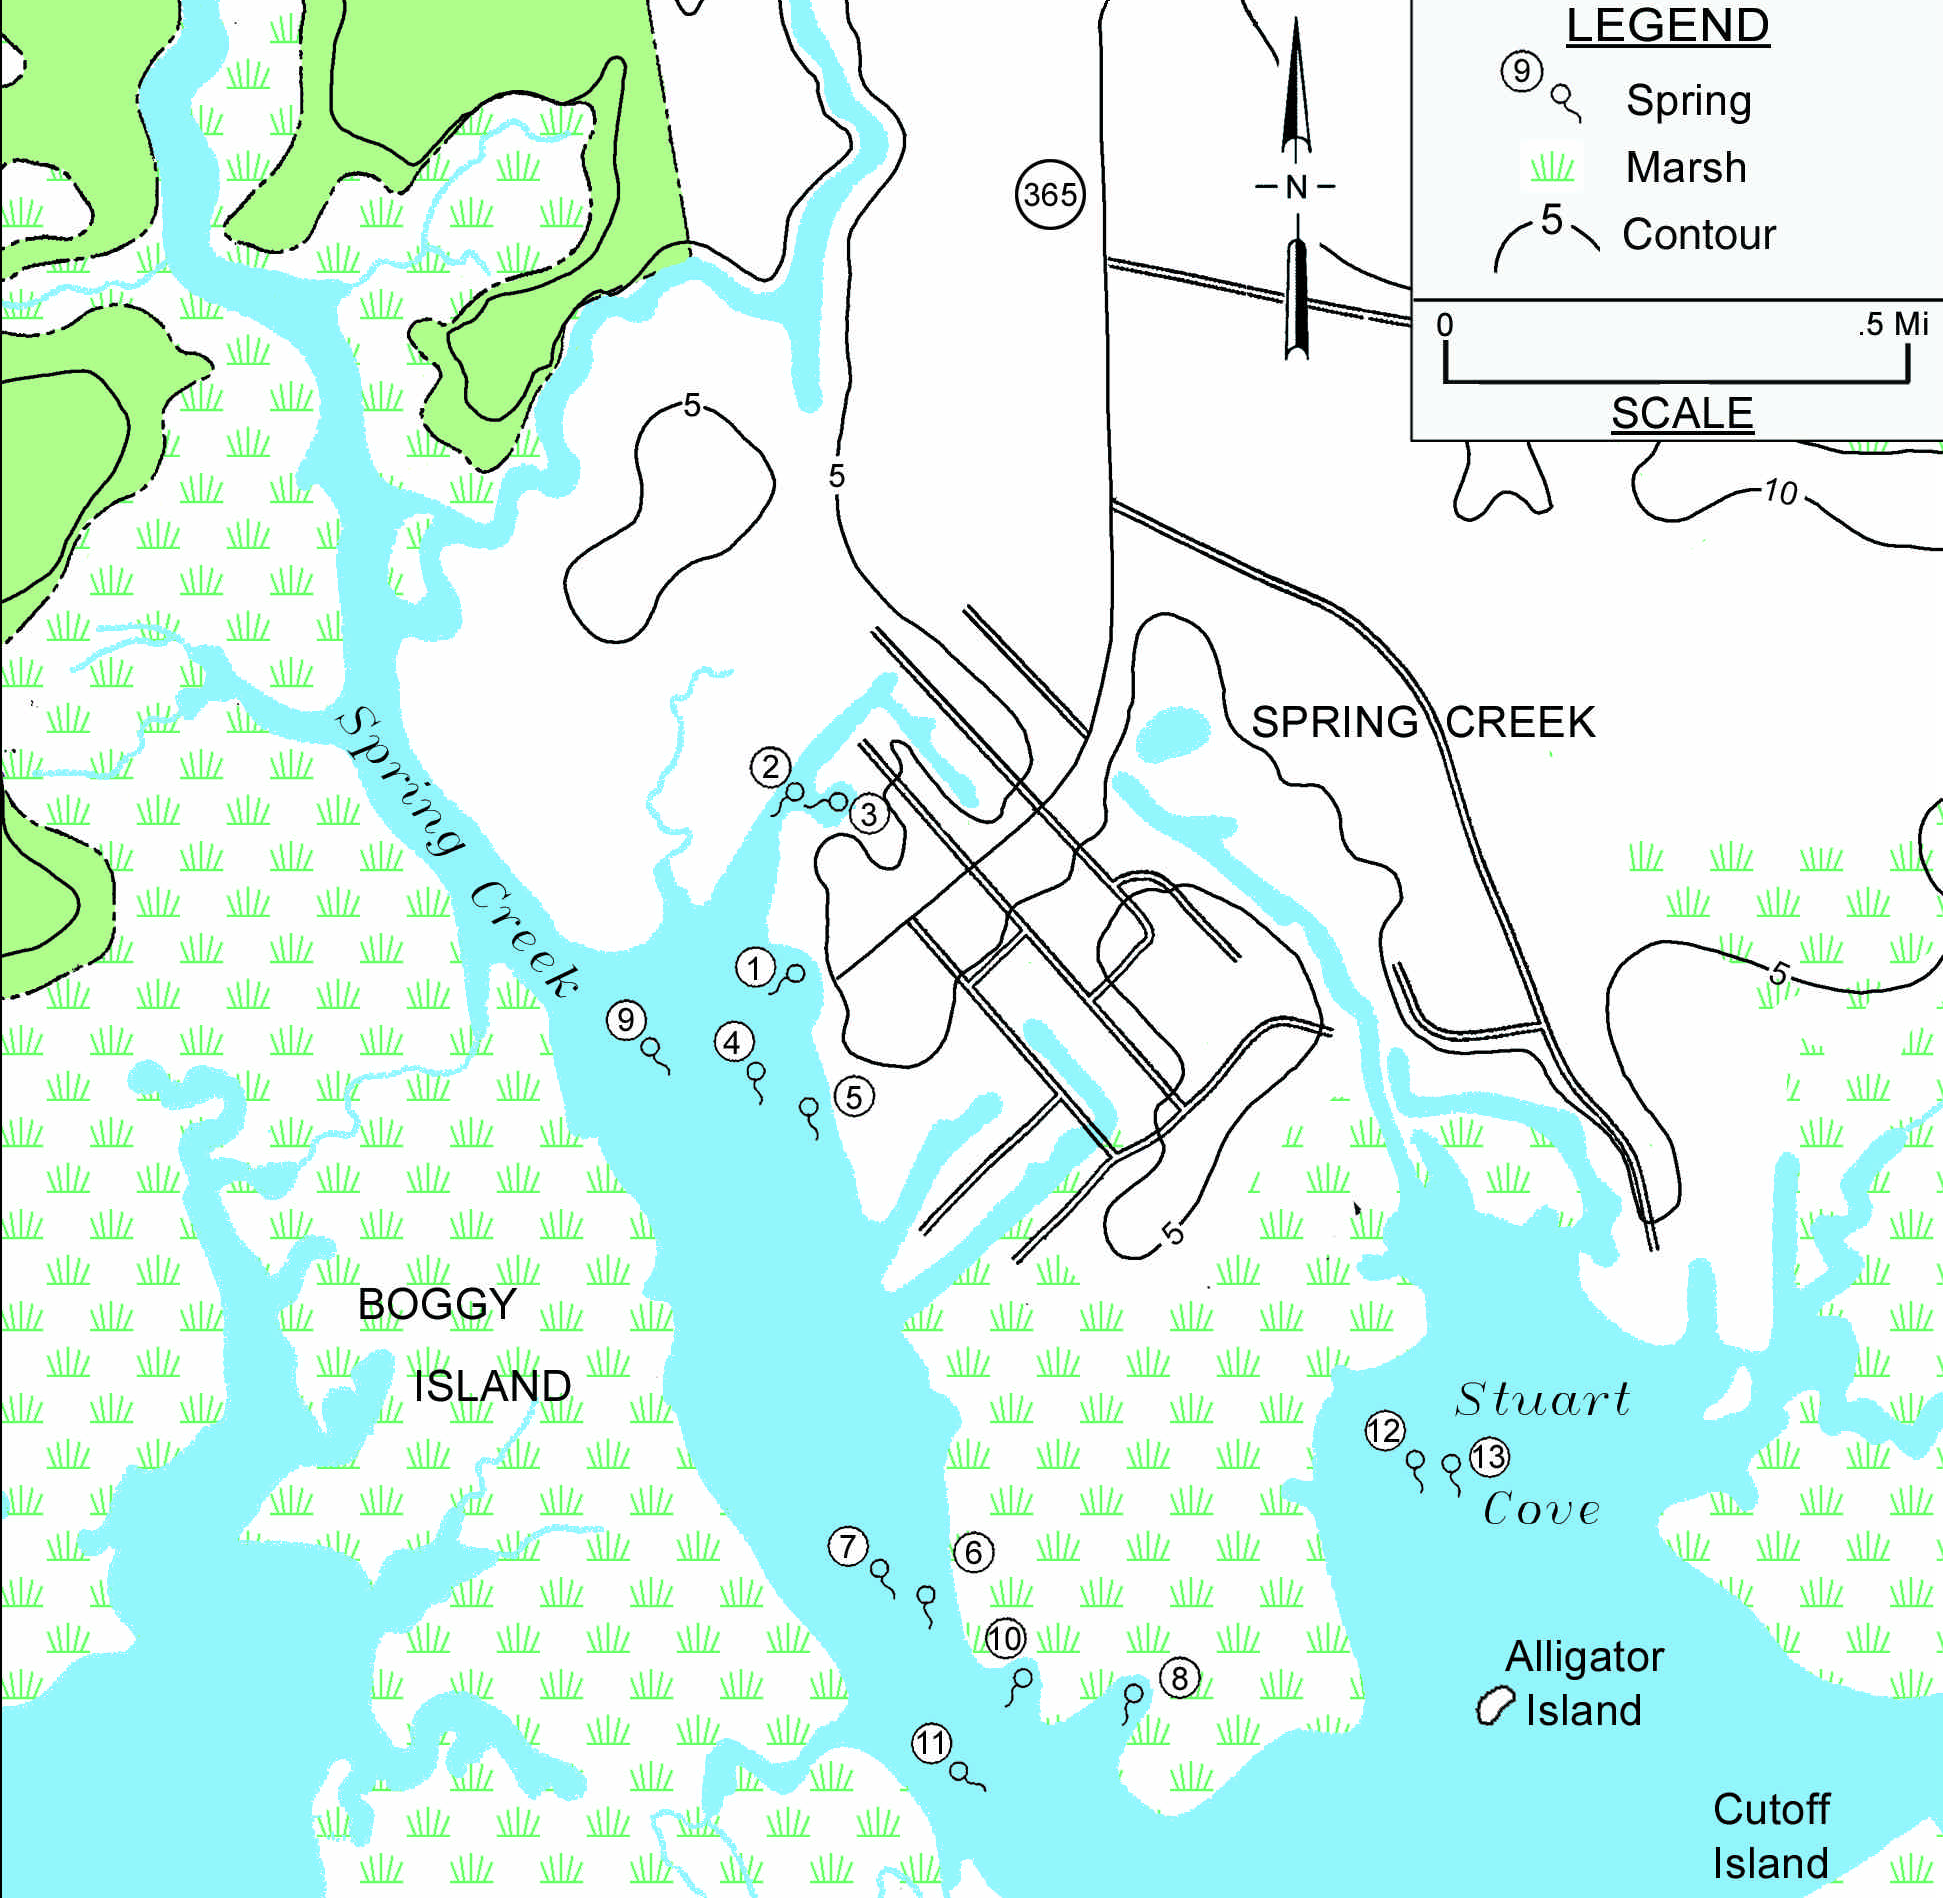 LEGEND
9
Spring
Marsh
5
Contour
0
.5 Mi
SCALE
365
N
5
5
10
SPRING CREEK
Spring Creek
2
3
1
9
4
5
5
5
BOGGY
ISLAND
Stuart
Cove
12
13
7
6
10
8
11
Alligator
Island
Cutoff
Island